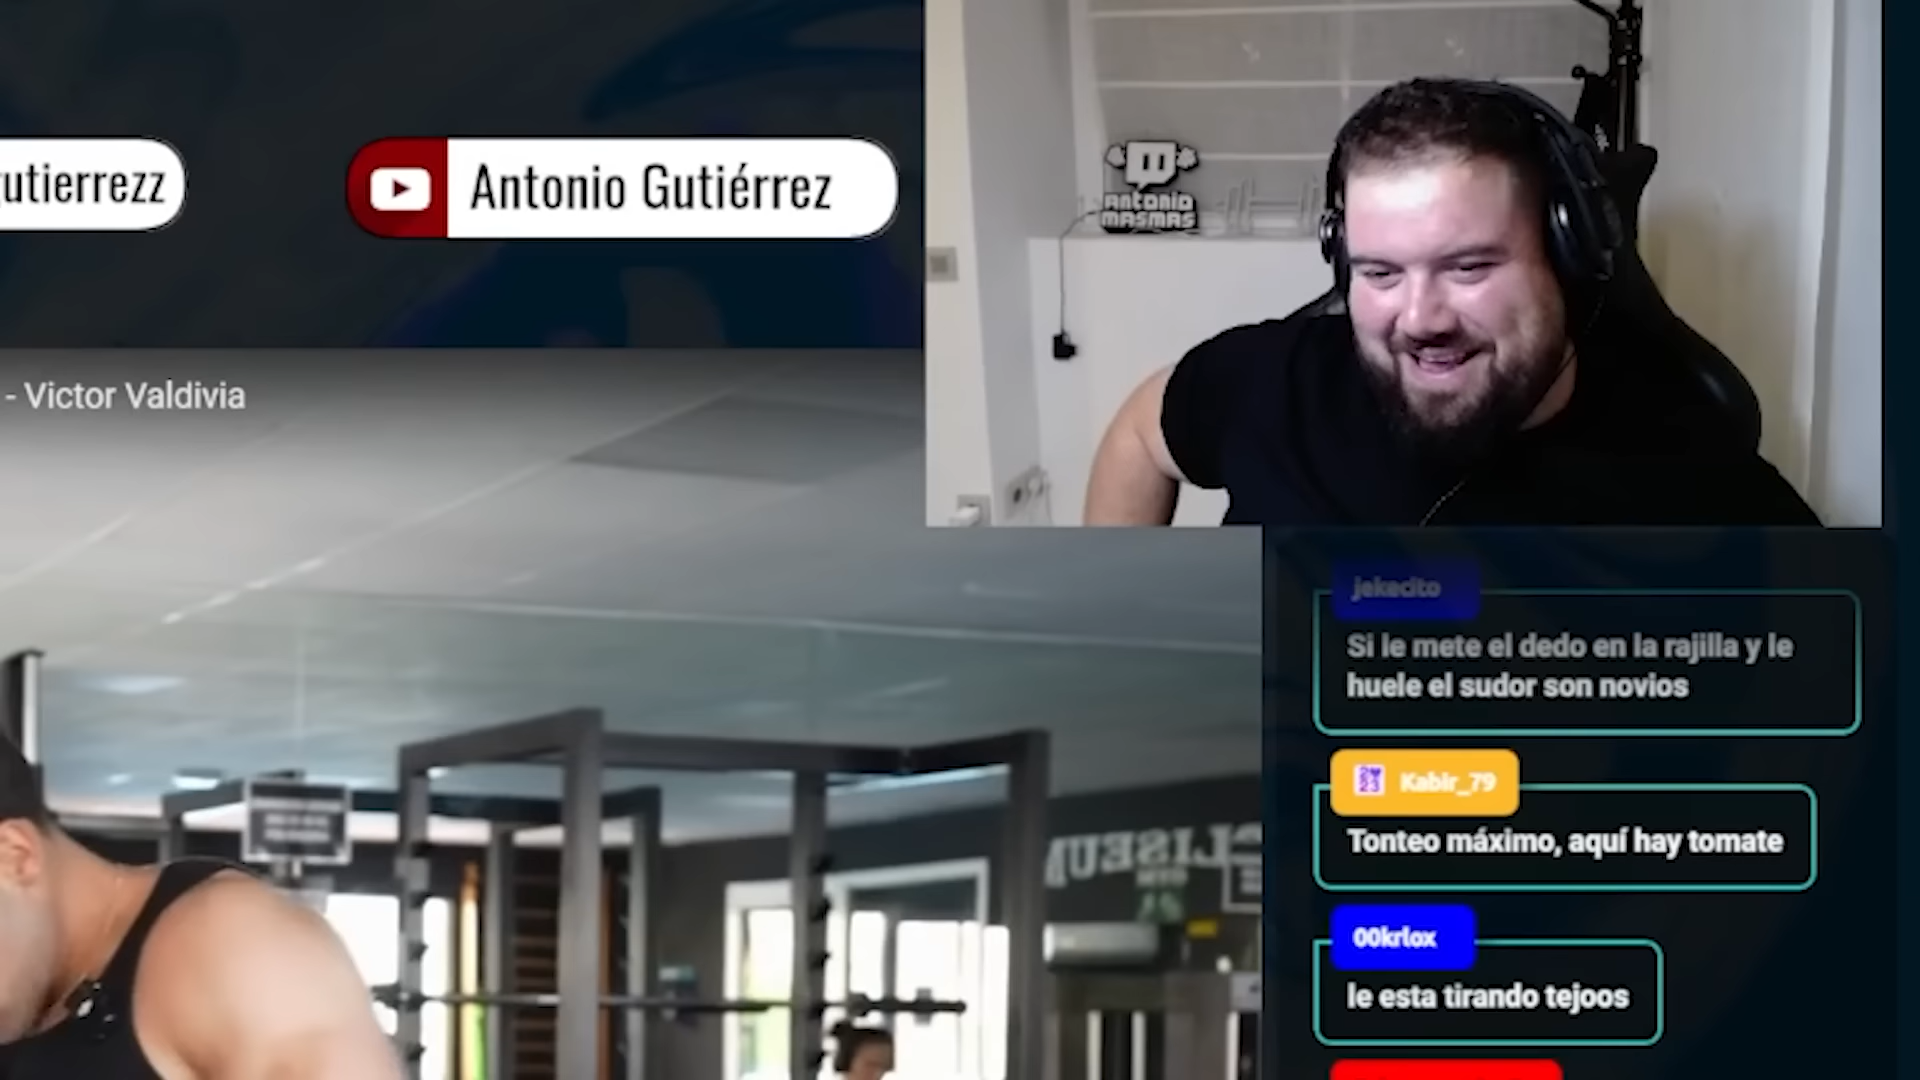 gutierrezz
Antonio Gutiérrez
ANTONIO
MASMAS
- Victor Valdivia
jekecito
Si le mete el dedo en la rajilla y le
huele el sudor son novios
Kabir_79
Tonteo máximo, aquí hay tomate
00krlox
le esta tirando tejoos